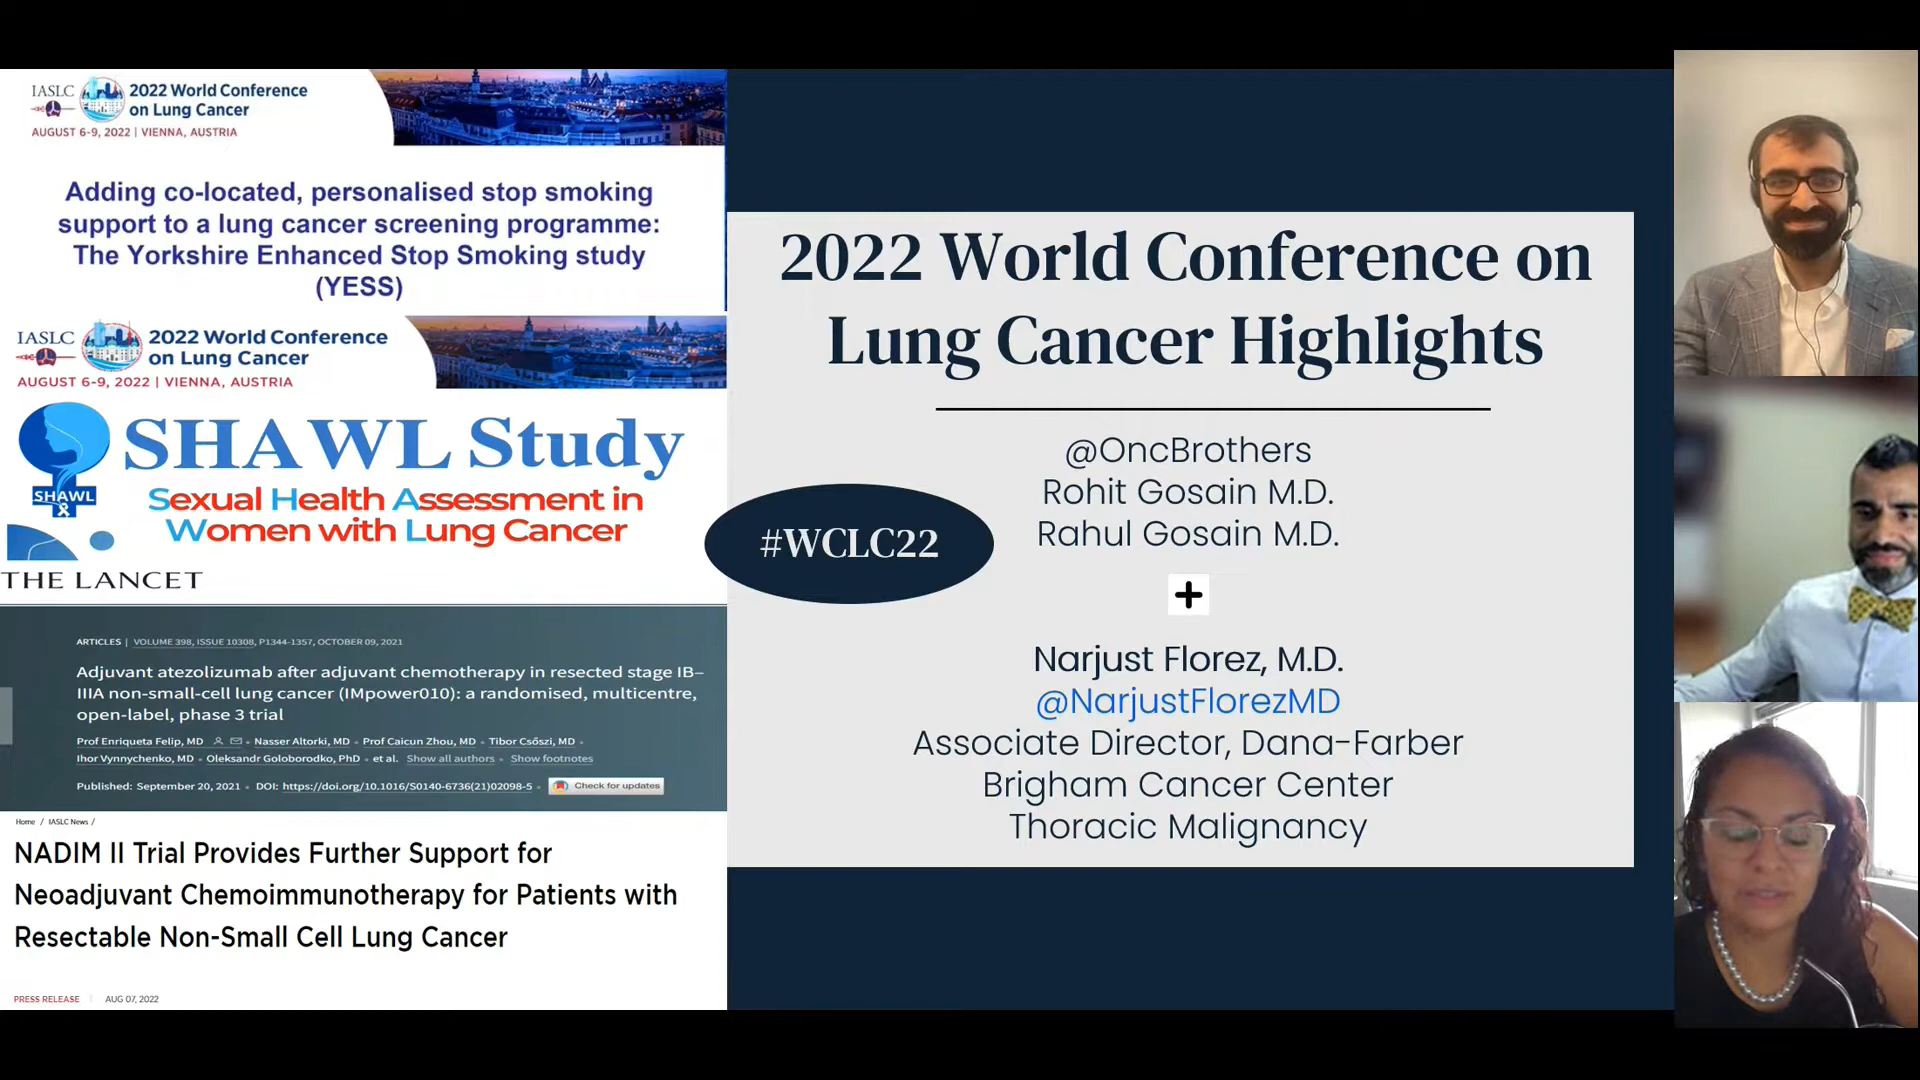 IASLC
2022 World Conference
on Lung Cancer
AUGUST 6-9, 2022 | VIENNA, AUSTRIA
Adding co-located, personalised stop smoking
support to a lung cancer screening programme:
The Yorkshire Enhanced Stop Smoking study
(YESS)
IASLC
2022 World Conference
on Lung Cancer
AUGUST 6-9, 2022 | VIENNA, AUSTRIA
SHAWL
SHAWL Study
Sexual Health Assessment in
Women with Lung Cancer
THE LANCET
ARTICLES | VOLUME 398, ISSUE 10308, P1344-1357, OCTOBER 09, 2021
Adjuvant atezolizumab after adjuvant chemotherapy in resected stage IB–
IIIA non-small-cell lung cancer (IMpower010): a randomised, multicentre,
open-label, phase 3 trial
Prof Enriqueta Felip, MD • Nasser Altorki, MD • Prof Caicun Zhou, MD • Tibor Csőszi, MD •
Ihor Vynnychenko, MD • Oleksandr Goloborodko, PhD • et al. Show all authors • Show footnotes
Published: September 20, 2021 • DOI: https://doi.org/10.1016/S0140-6736(21)02098-5 • Check for updates
Home / IASLC News /
NADIM II Trial Provides Further Support for
Neoadjuvant Chemoimmunotherapy for Patients with
Resectable Non-Small Cell Lung Cancer
PRESS RELEASE | AUG 07, 2022
2022 World Conference on
Lung Cancer Highlights
@OncBrothers
Rohit Gosain M.D.
Rahul Gosain M.D.
#WCLC22
+
Narjust Florez, M.D.
@NarjustFlorezMD
Associate Director, Dana-Farber
Brigham Cancer Center
Thoracic Malignancy